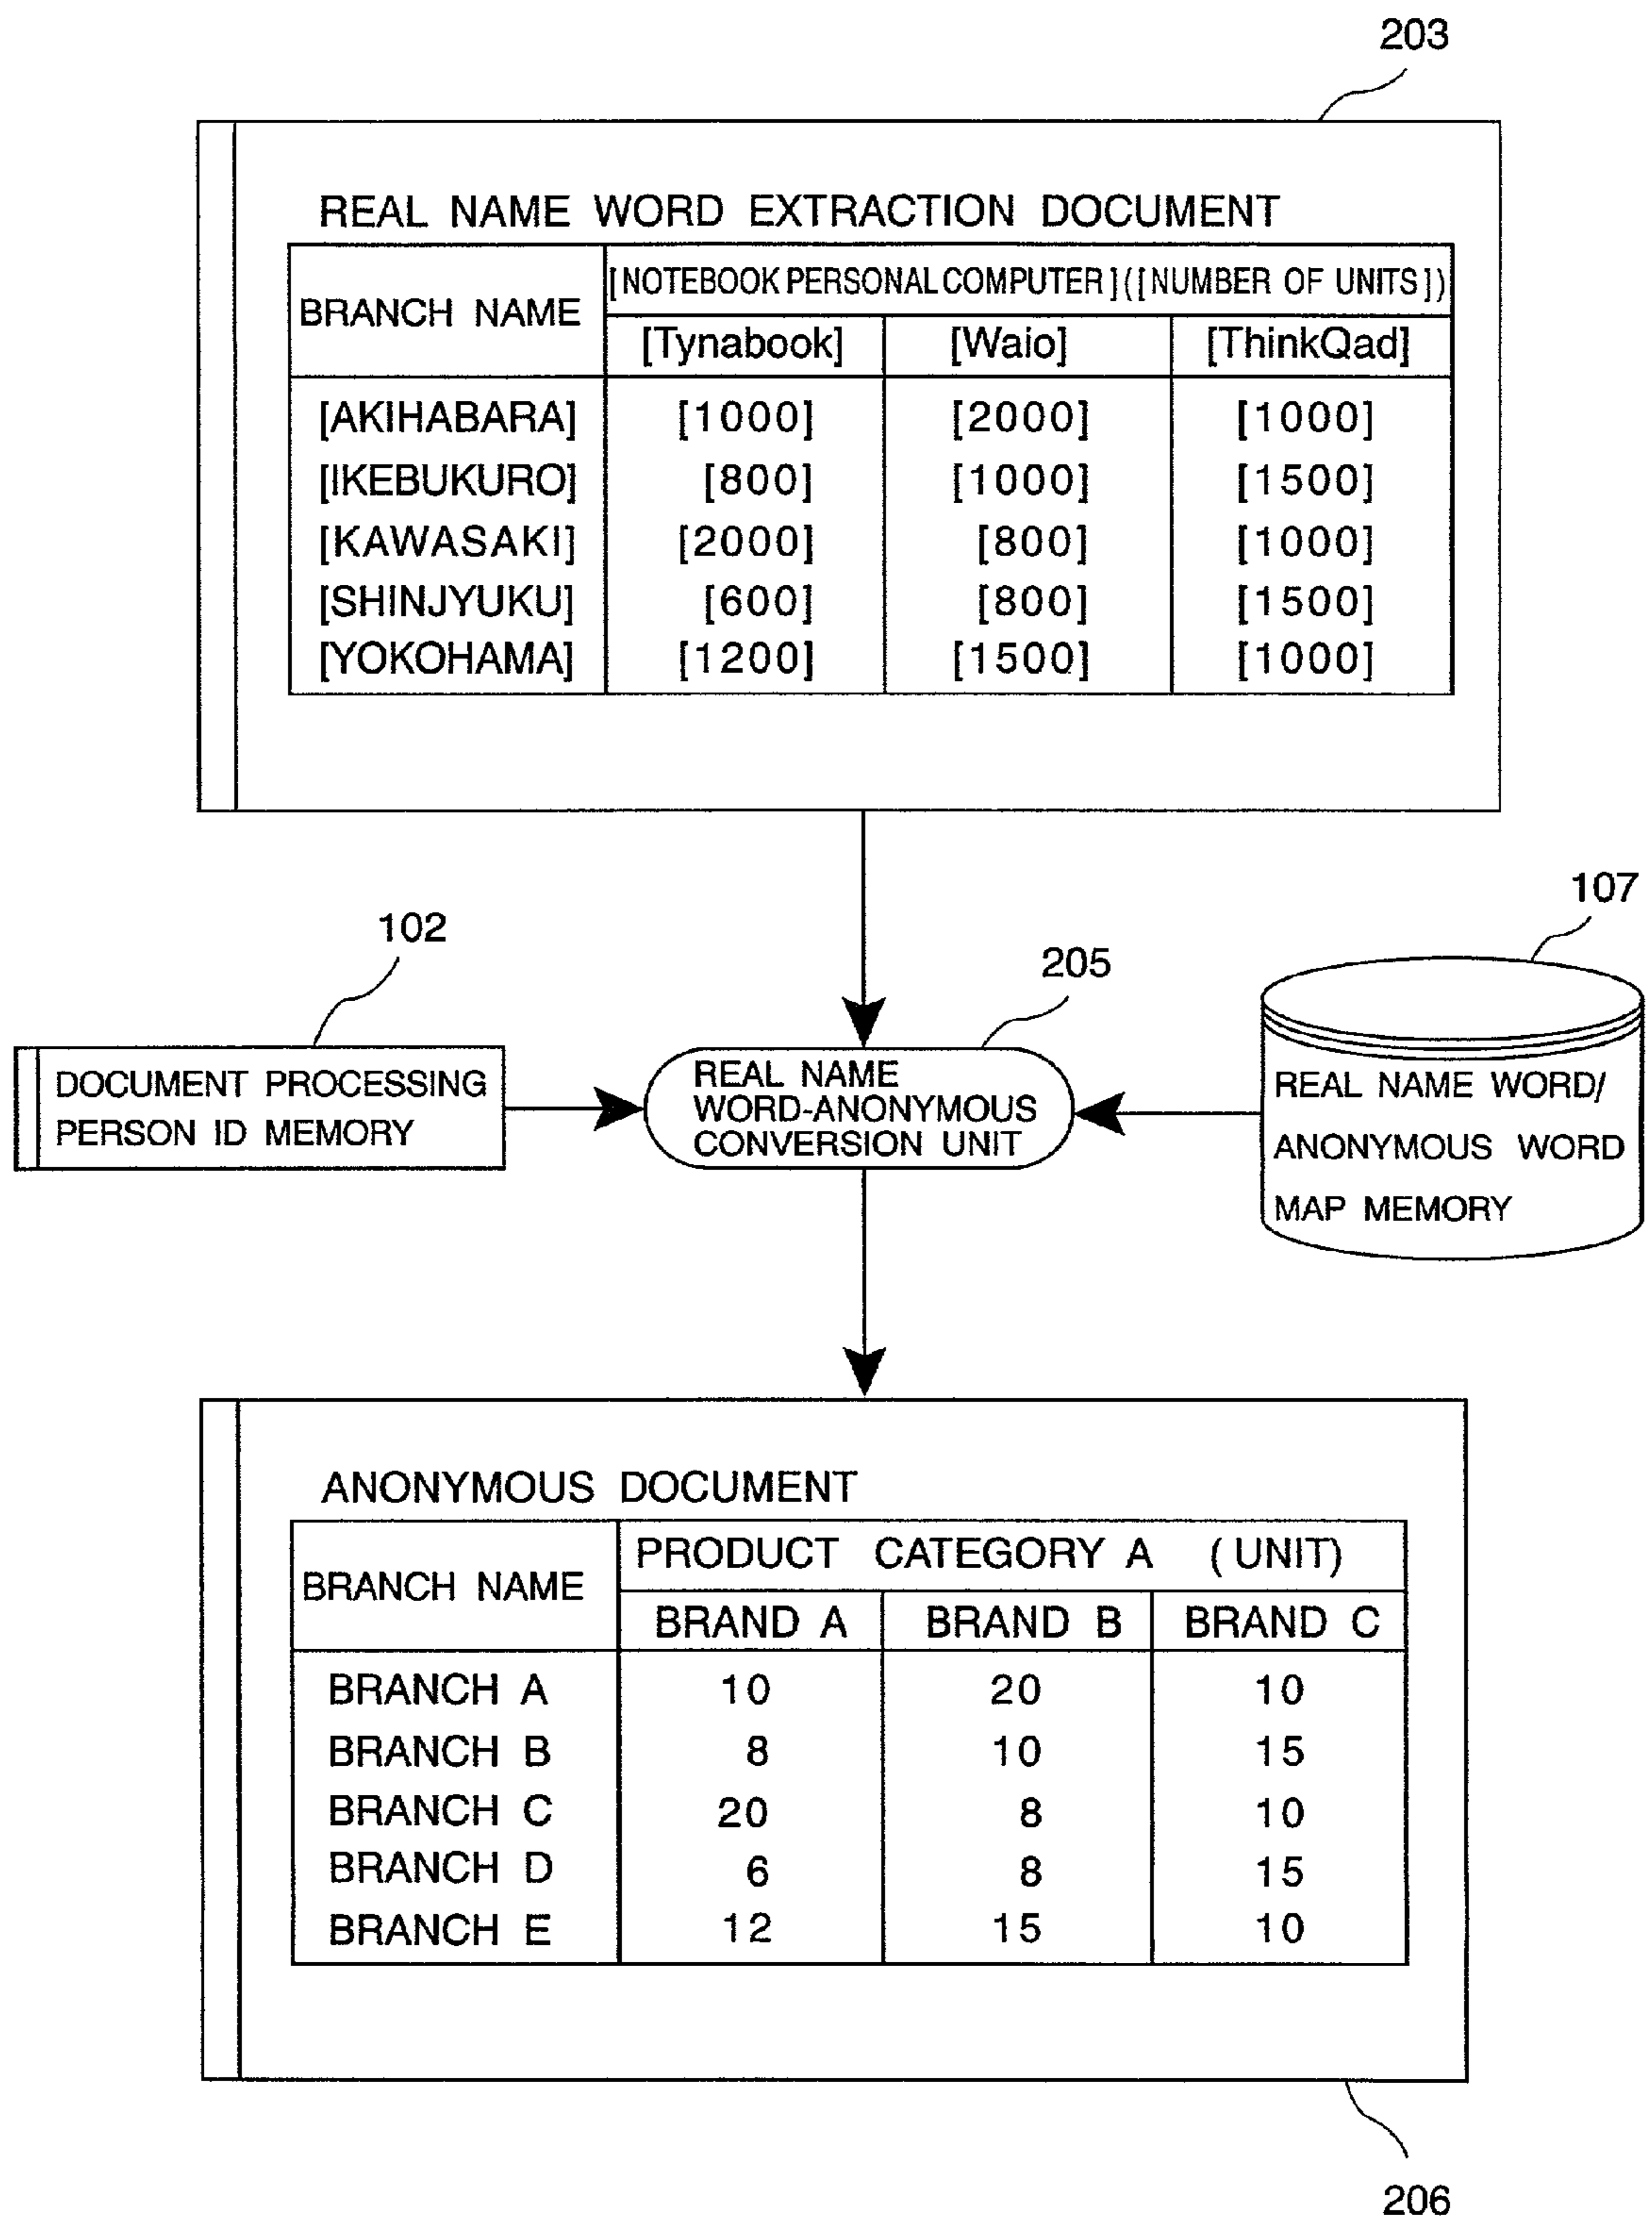 203
REAL NAME WORD EXTRACTION DOCUMENT
BRANCH NAME [NOTEBOOK PERSONAL COMPUTER] ([NUMBER OF UNITS])
[Tynabook] [Waio] [ThinkQad]
[AKIHABARA] [1000] [2000] [1000]
[IKEBUKURO] [800] [1000] [1500]
[KAWASAKI] [2000] [800] [1000]
[SHINJYUKU] [600] [800] [1500]
[YOKOHAMA] [1200] [1500] [1000]
102
DOCUMENT PROCESSING
PERSON ID MEMORY
205
REAL NAME
WORD-ANONYMOUS
CONVERSION UNIT
107
REAL NAME WORD/
ANONYMOUS WORD
MAP MEMORY
ANONYMOUS DOCUMENT
BRANCH NAME PRODUCT CATEGORY A (UNIT)
BRAND A BRAND B BRAND C
BRANCH A 10 20 10
BRANCH B 8 10 15
BRANCH C 20 8 10
BRANCH D 6 8 15
BRANCH E 12 15 10
206